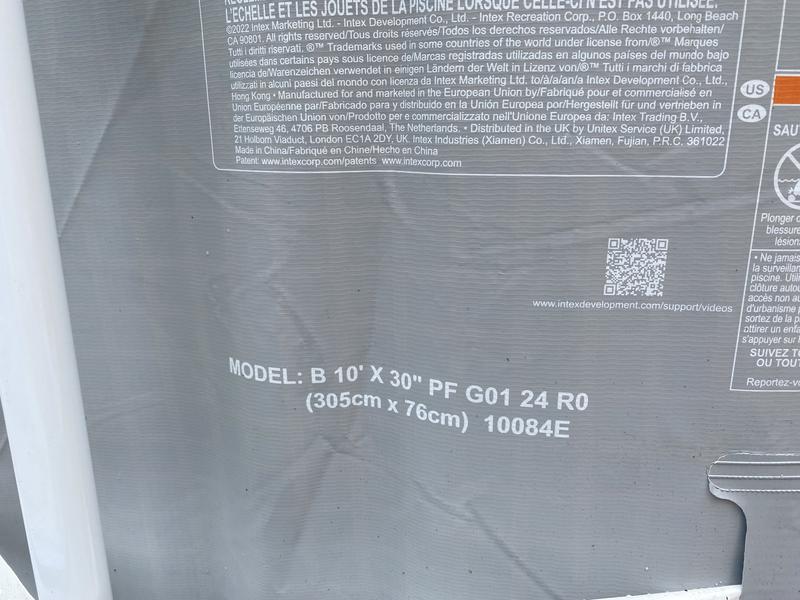 L'ÉCHELLE ET LES JOUETS DE LA PISCINE LORSQUE CELLE-CI N'EST PAS UTILISÉE.
©2022 Intex Marketing Ltd. - Intex Development Co., Ltd. - Intex Recreation Corp., P.O. Box 1440, Long Beach
CA 90801. All rights reserved/Tous droits réservés/Todos los derechos reservados/Alle Rechte vorbehalten/
Tutti i diritti riservati. ®™ Trademarks used in some countries of the world under license from/®™ Marques
utilisées dans certains pays sous licence de/Marcas registradas utilizadas en algunos países del mundo bajo
licencia de/Warenzeichen verwendet in einigen Ländern der Welt in Lizenz von/®™ Tutti i marchi di fabbrica
utilizzati in alcuni paesi del mondo con licenza da Intex Marketing Ltd. to/à/a/an/a Intex Development Co., Ltd.,
Hong Kong • Manufactured for and marketed in the European Union by/Fabriqué pour et commercialisé en
Union Européenne par/Fabricado para y distribuido en la Unión Europea por/Hergestellt für und vertrieben in
der Europäischen Union von/Prodotto per e commercializzato nell'Unione Europea da: Intex Trading B.V.,
Ettenseweg 46, 4706 PB Roosendaal, The Netherlands. • Distributed in the UK by Unitex Service (UK) Limited,
21 Holborn Viaduct, London EC1A 2DY, UK. Intex Industries (Xiamen) Co., Ltd., Xiamen, Fujian, P.R.C. 361022
Made in China/Fabriqué en Chine/Hecho en China
Patent: www.intexcorp.com/patents www.intexcorp.com
US
CA
SAU
Plonger
blessure
lésion
• Ne jamais
la surveillan
piscine. Util
clôture autou
accès non au
d'urbanisme
sortez de la p
attirer un enfa
s'appuyer sur
SUIVEZ TO
OU TOUT
Reportez-vo
www.intexdevelopment.com/support/videos
MODEL: B 10' X 30" PF G01 24 R0
(305cm x 76cm) 10084E